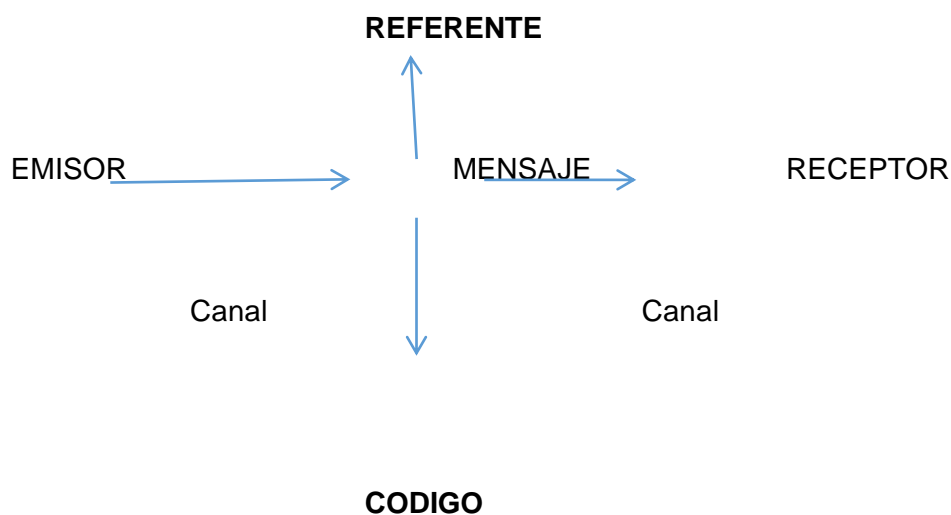 REFERENTE
EMISOR MENSAJE RECEPTOR
Canal Canal
CODIGO